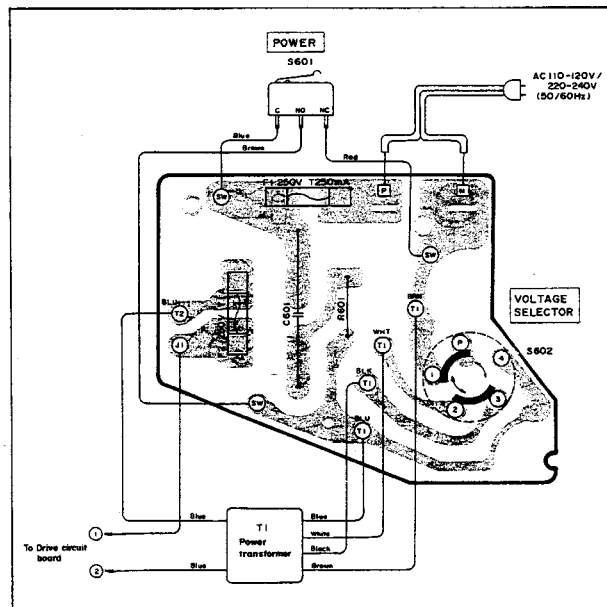 POWER
S601
C NO NC
AC 110-120V/
220-240V
(50/60Hz)
Blue
Brown
Red
F1 250V T250mA
SW
P
N
SW
BLU
T2
J1
C601
R601
BRN
T1
WHT
T1
BLK
T1
BLU
T1
SW
VOLTAGE
SELECTOR
S602
P
4
1
2
3
Blue
T1
Power
transformer
Blue
White
Black
Brown
Blue
1
To Drive circuit
board
2